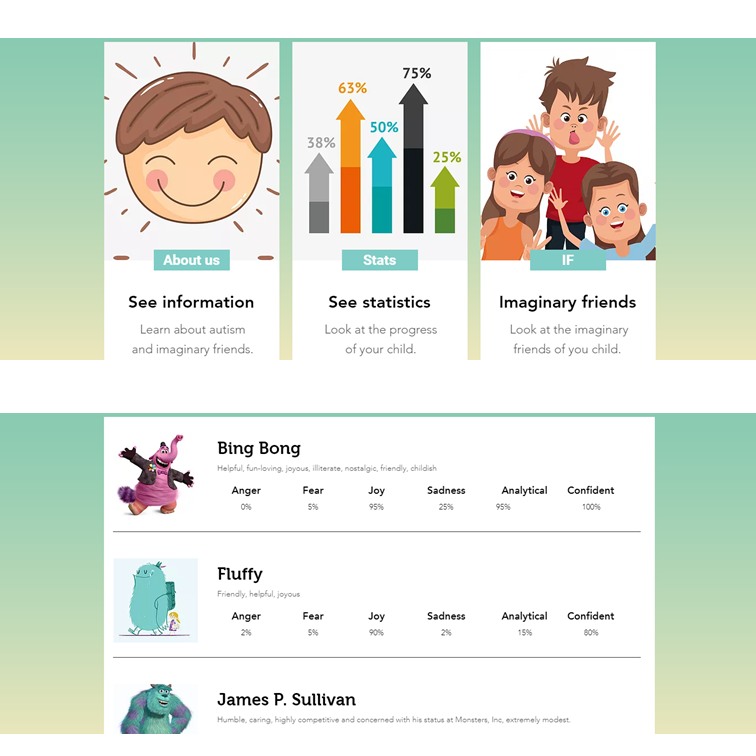 38%
63%
50%
75%
25%
About us
Stats
IF
See information
See statistics
Imaginary friends
Learn about autism
and imaginary friends.
Look at the progress
of your child.
Look at the imaginary
friends of you child.
Bing Bong
Helpful, fun-loving, joyous, illiterate, nostalgic, friendly, childish
Anger Fear Joy Sadness Analytical Confident
0% 5% 95% 25% 95% 100%
Fluffy
Friendly, helpful, joyous
Anger Fear Joy Sadness Analytical Confident
2% 5% 90% 2% 15% 80%
James P. Sullivan
Humble, caring, highly competitive and concerned with his status at Monsters, Inc, extremely modest.